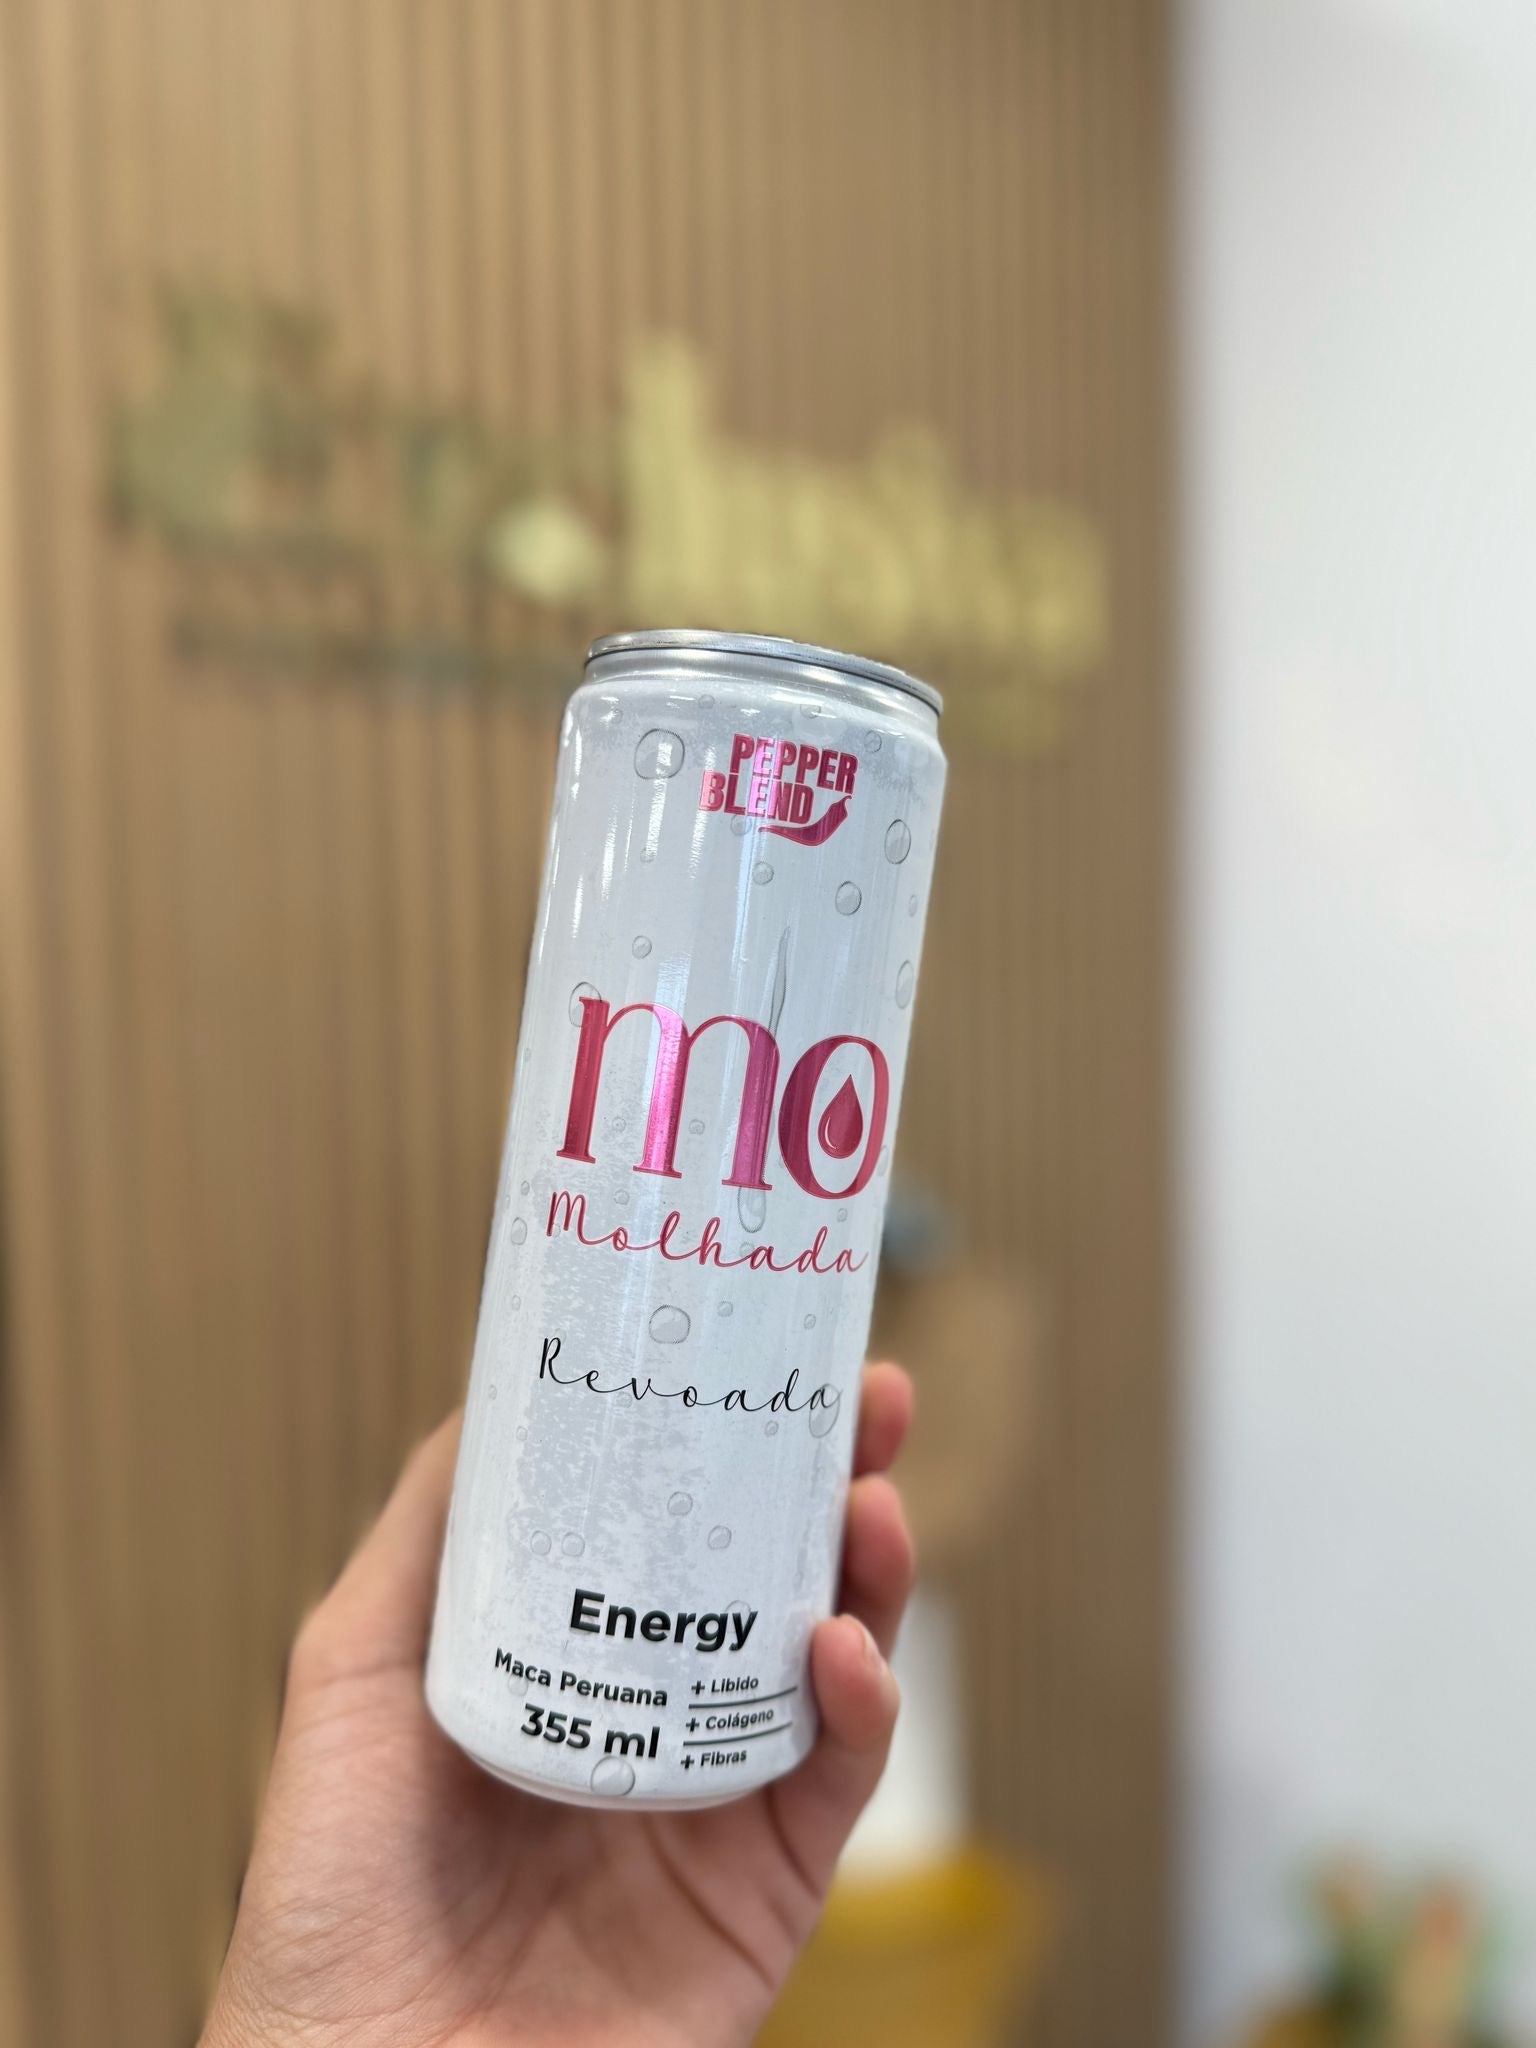 PEPPER
BLEND
mo
Molhada
Revoada
Energy
Maca Peruana
355 ml
+ Libido
+ Colágeno
+ Fibras